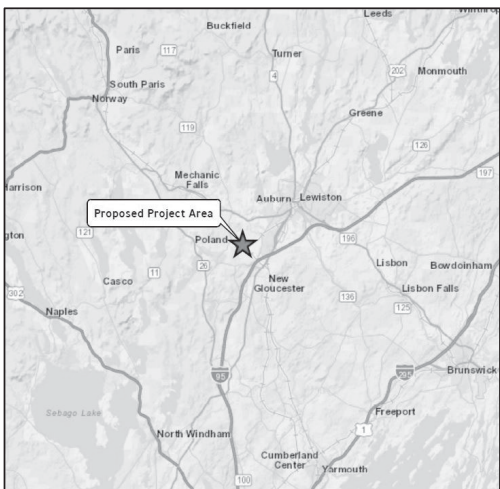 Leeds
Winthrop
Buckfield
Paris
117
Turner
4
202
Monmouth
South Paris
Norway
Greene
119
126
Mechanic
Falls
197
Harrison
Auburn
Lewiston
Proposed Project Area
121
Poland
196
26
Lisbon
Bowdoinham
11
New
Gloucester
Casco
136
Lisbon Falls
302
125
Naples
95
295
Brunswick
Freeport
Sebago Lake
North Windham
1
Cumberland
Center
Yarmouth
100